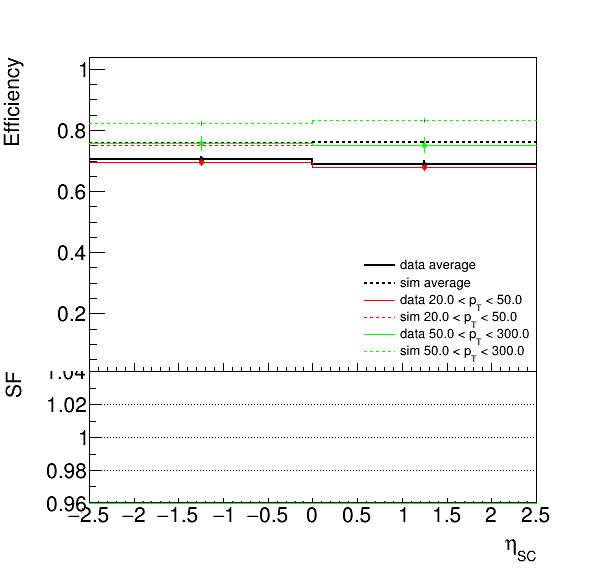 Efficiency
1
0.8
0.6
0.4
0.2
data average
sim average
data 20.0 < p_T < 50.0
sim 20.0 < p_T < 50.0
data 50.0 < p_T < 300.0
sim 50.0 < p_T < 300.0
SF
1.04
1.02
1
0.98
0.96
−2.5 −2 −1.5 −1 −0.5 0 0.5 1 1.5 2 2.5
η_SC